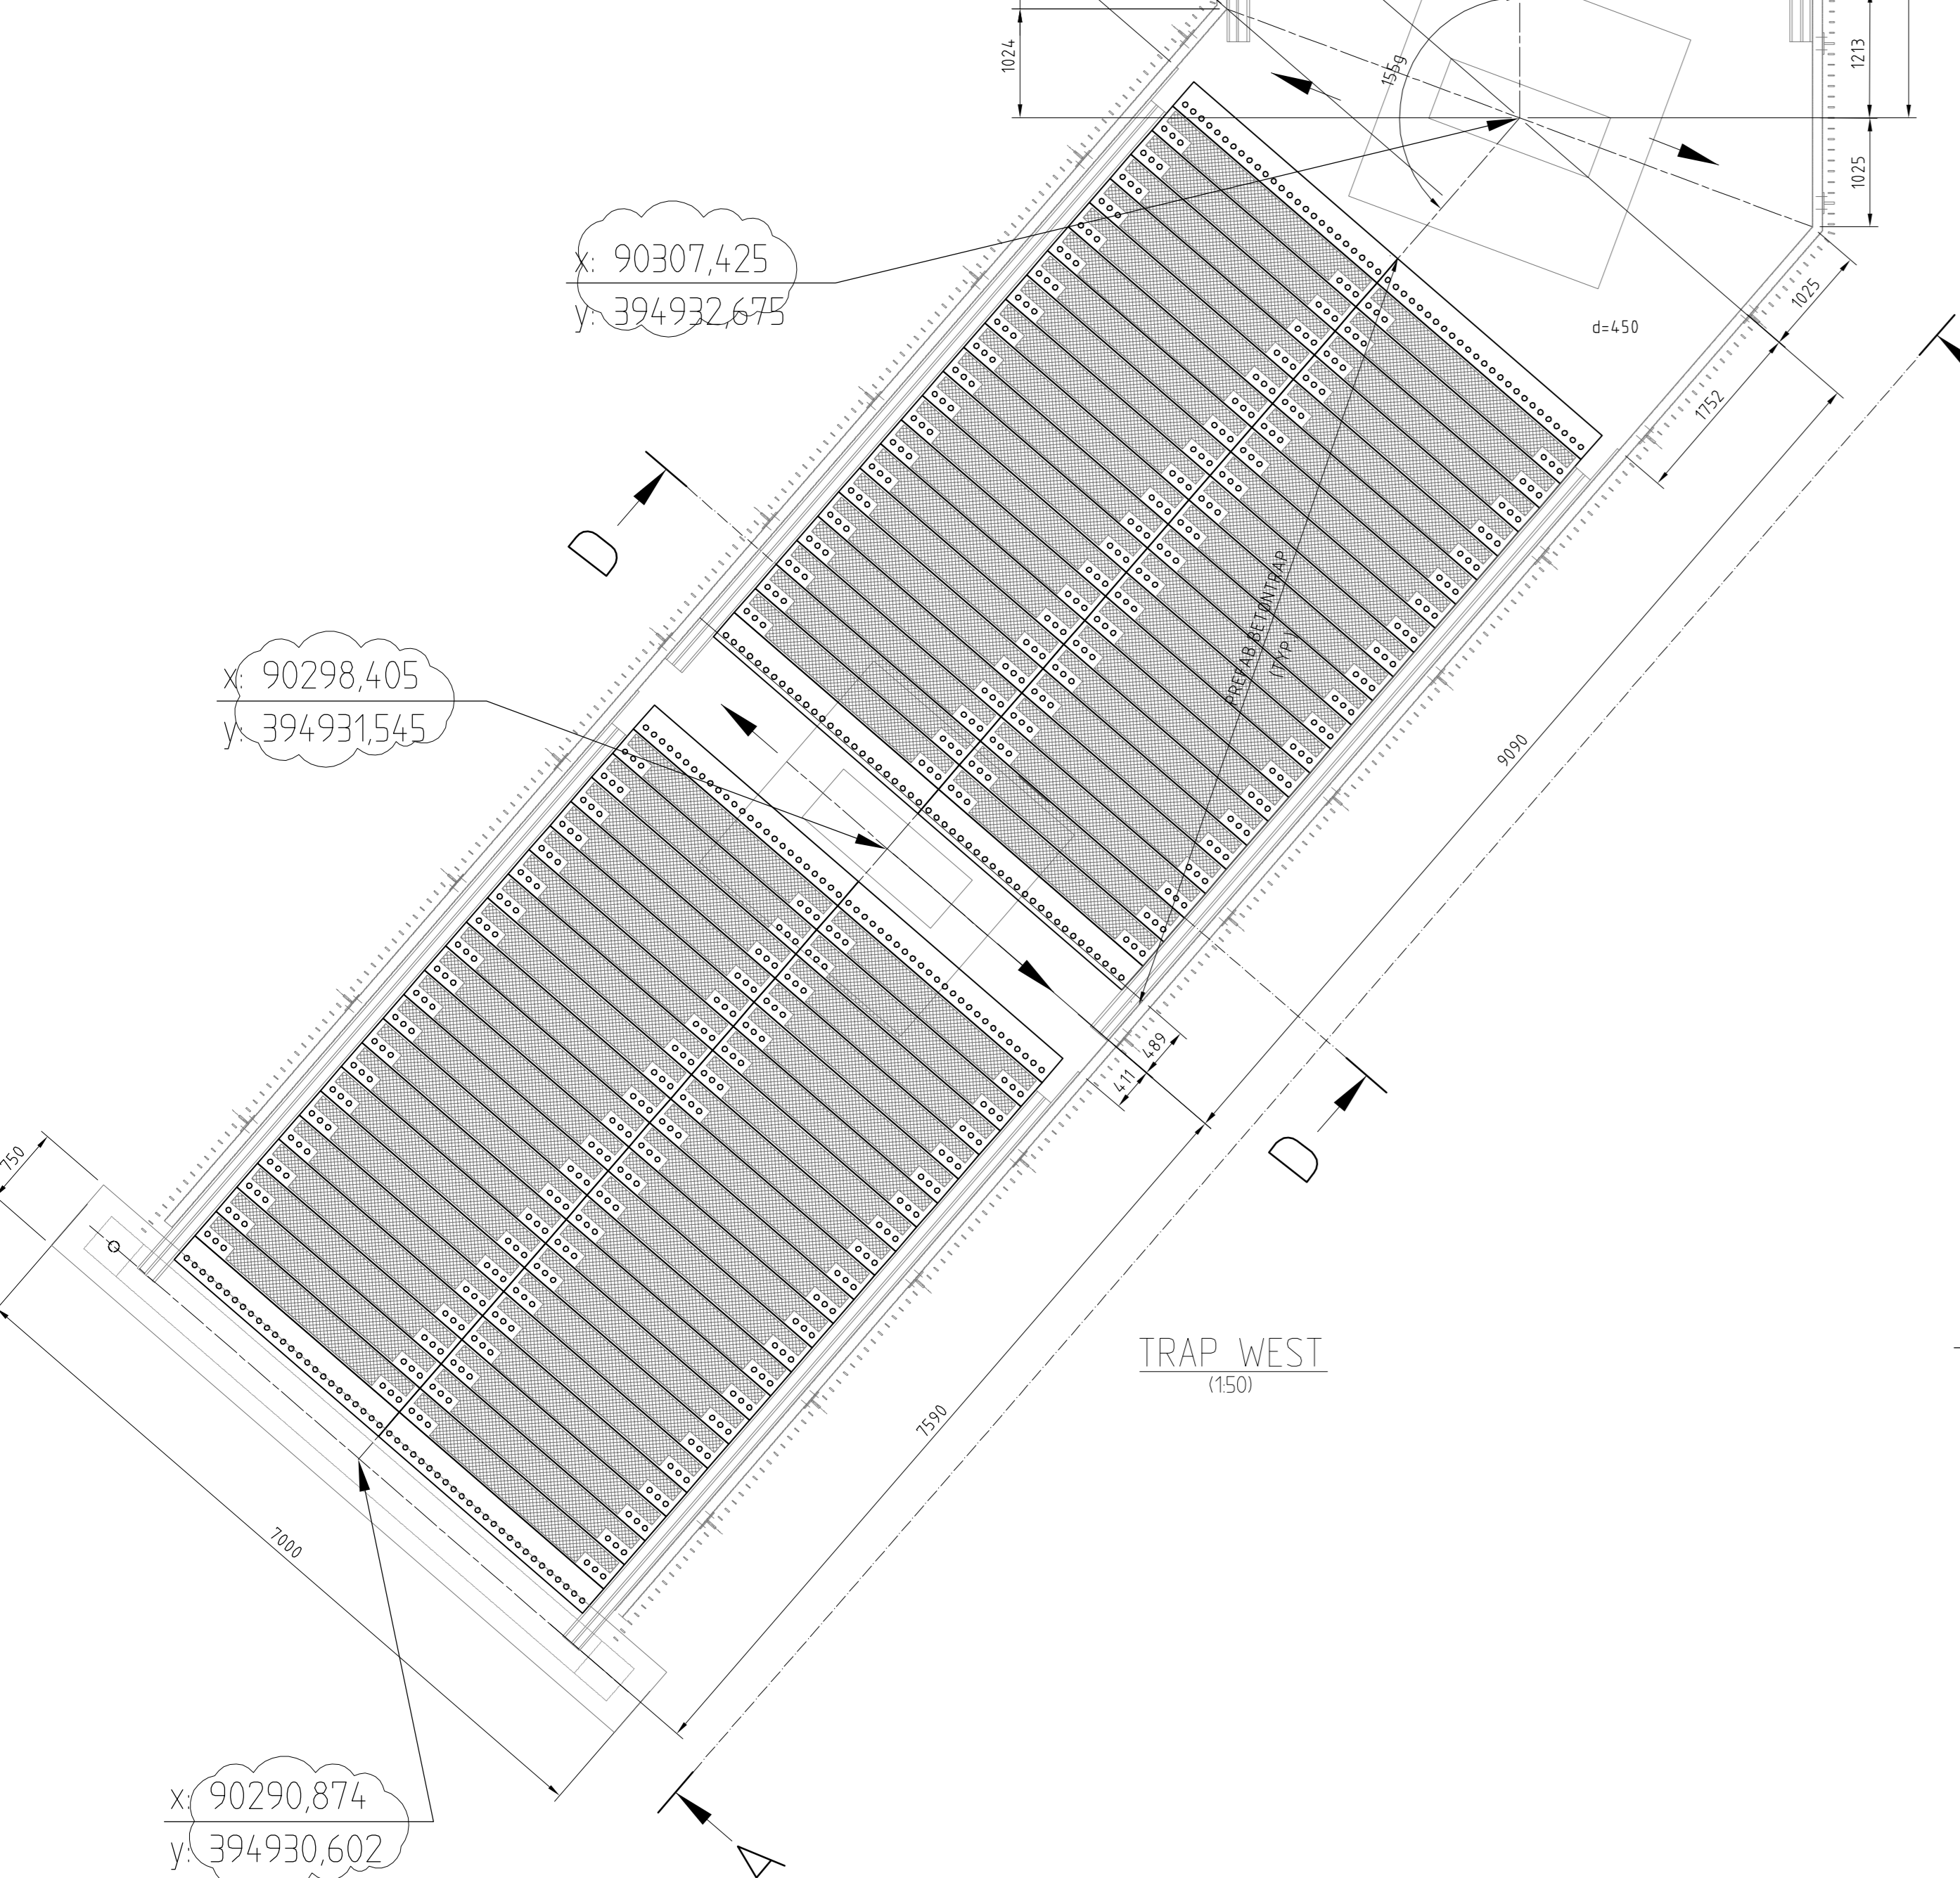 1024
155g
1213
1025
x: 90307,425
y: 394932,675
1025
d=450
1752
D
PREFAB BETONTRAP
(TYP.)
x: 90298,405
y: 394931,545
9090
489
411
D
750
TRAP WEST
(1:50)
7590
7000
x: 90290,874
y: 394930,602
A